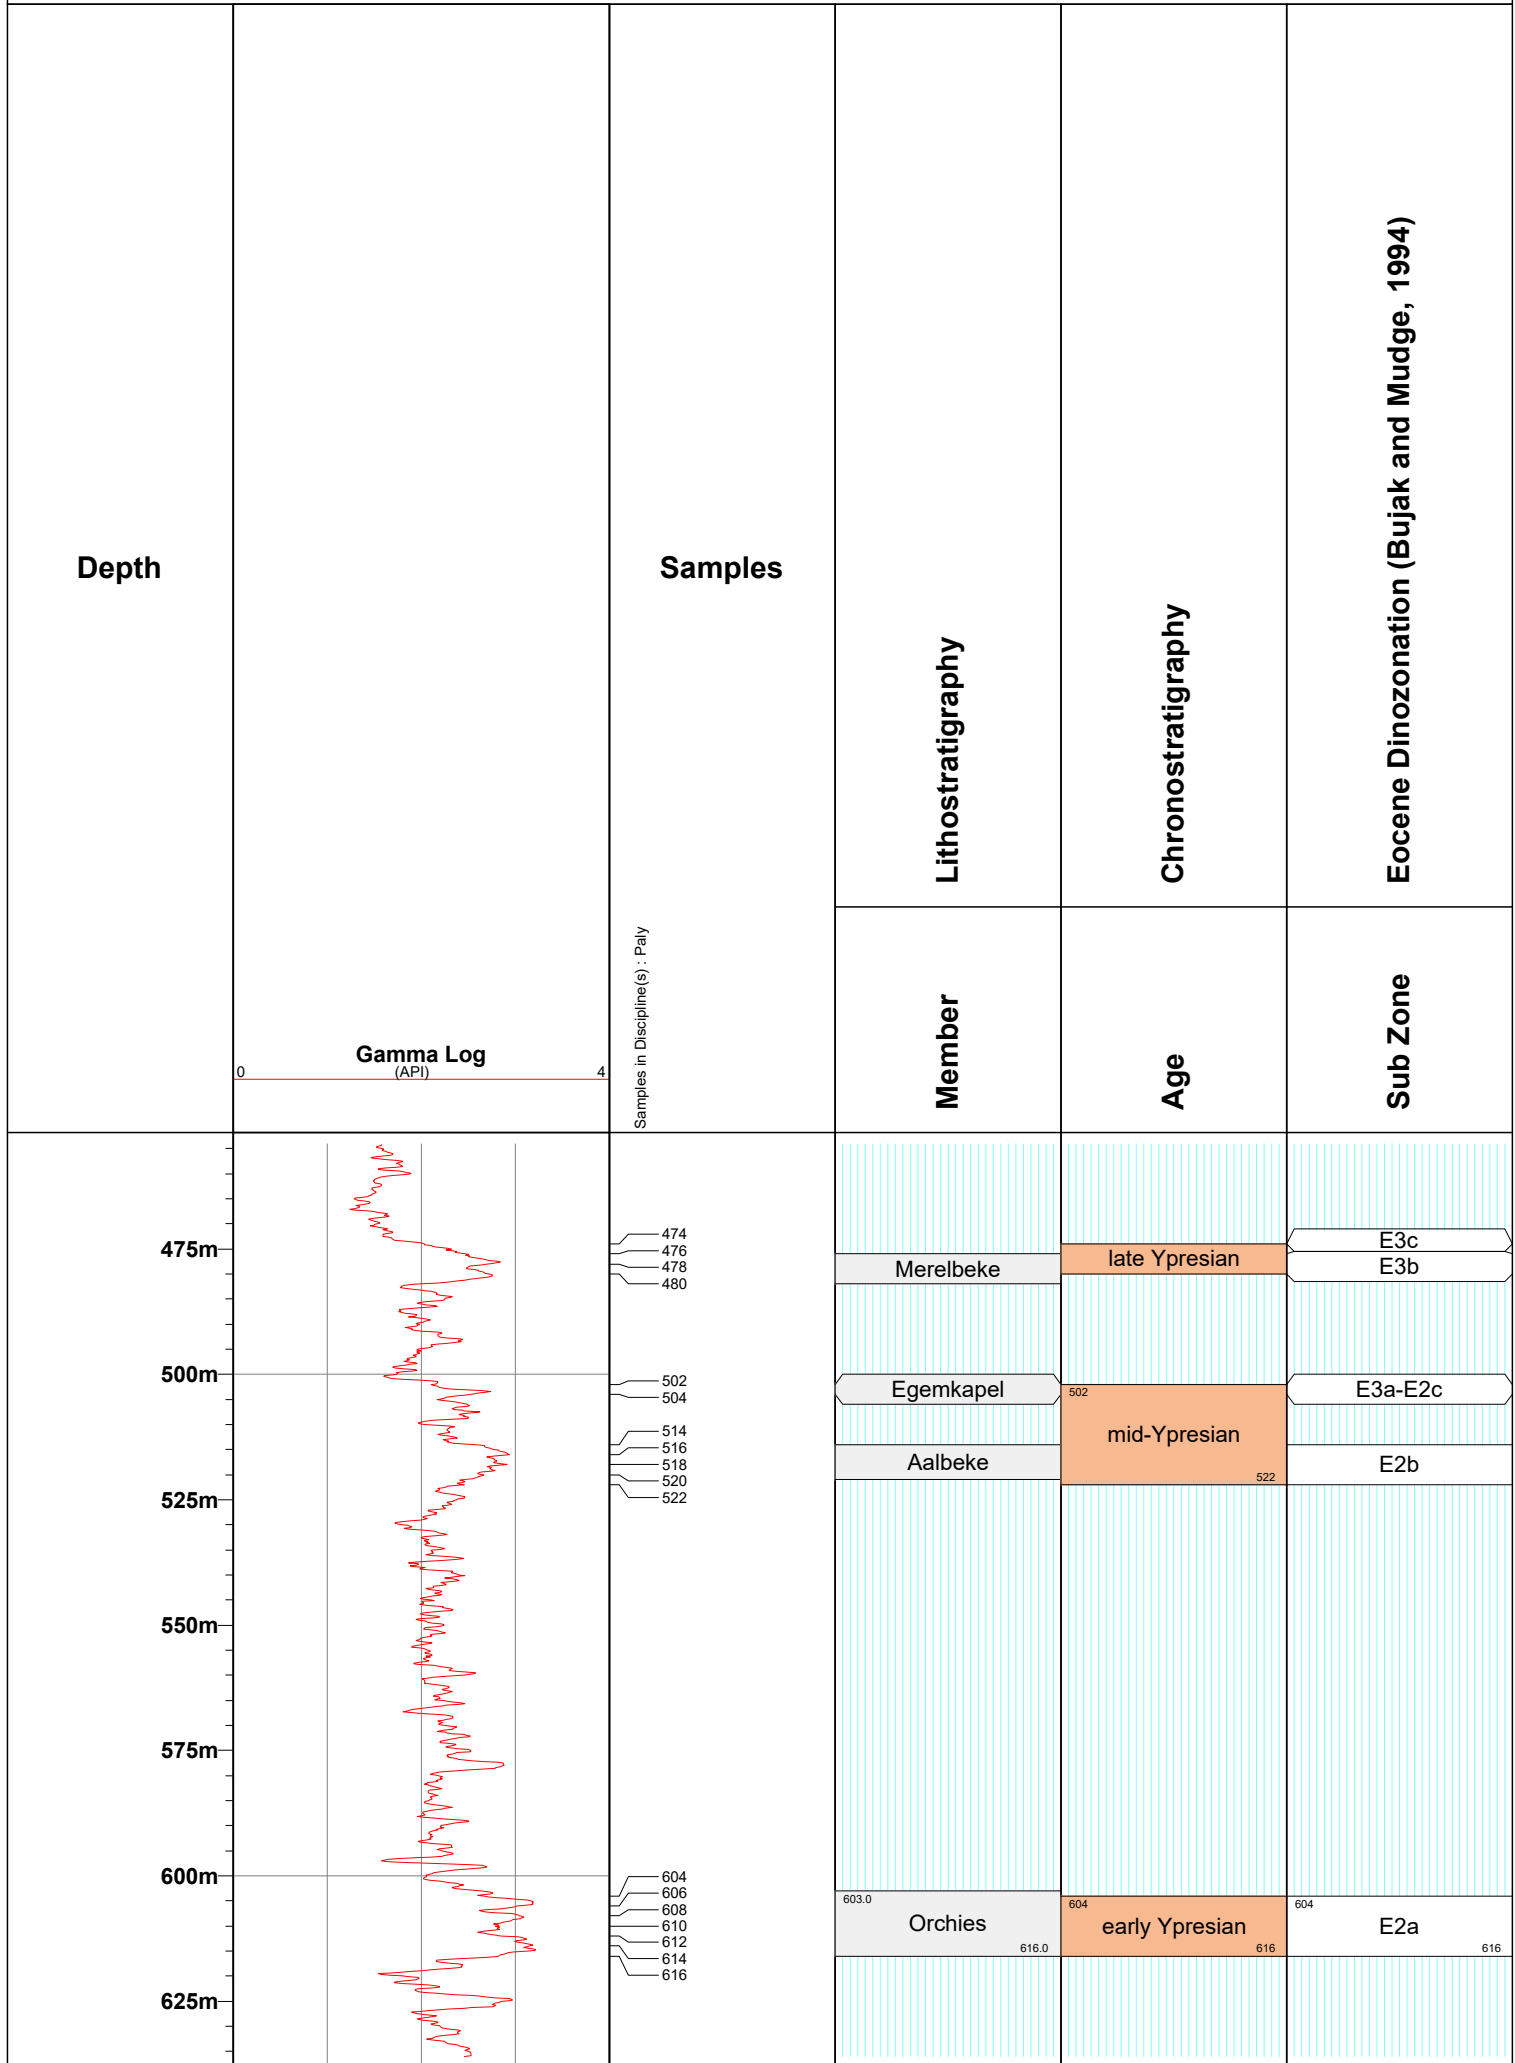 Depth
Gamma Log
0 (API) 4
Samples
Samples in Discipline(s) : Paly
Lithostratigraphy
Member
Chronostratigraphy
Age
Eocene Dinozonation (Bujak and Mudge, 1994)
Sub Zone
475m
500m
525m
550m
575m
600m
625m
474
476
478
480
502
504
514
516
518
520
522
604
606
608
610
612
614
616
Merelbeke
Egemkapel
Aalbeke
603.0
Orchies
616.0
late Ypresian
502
mid-Ypresian
522
604
early Ypresian
616
E3c
E3b
E3a-E2c
E2b
604
E2a
616